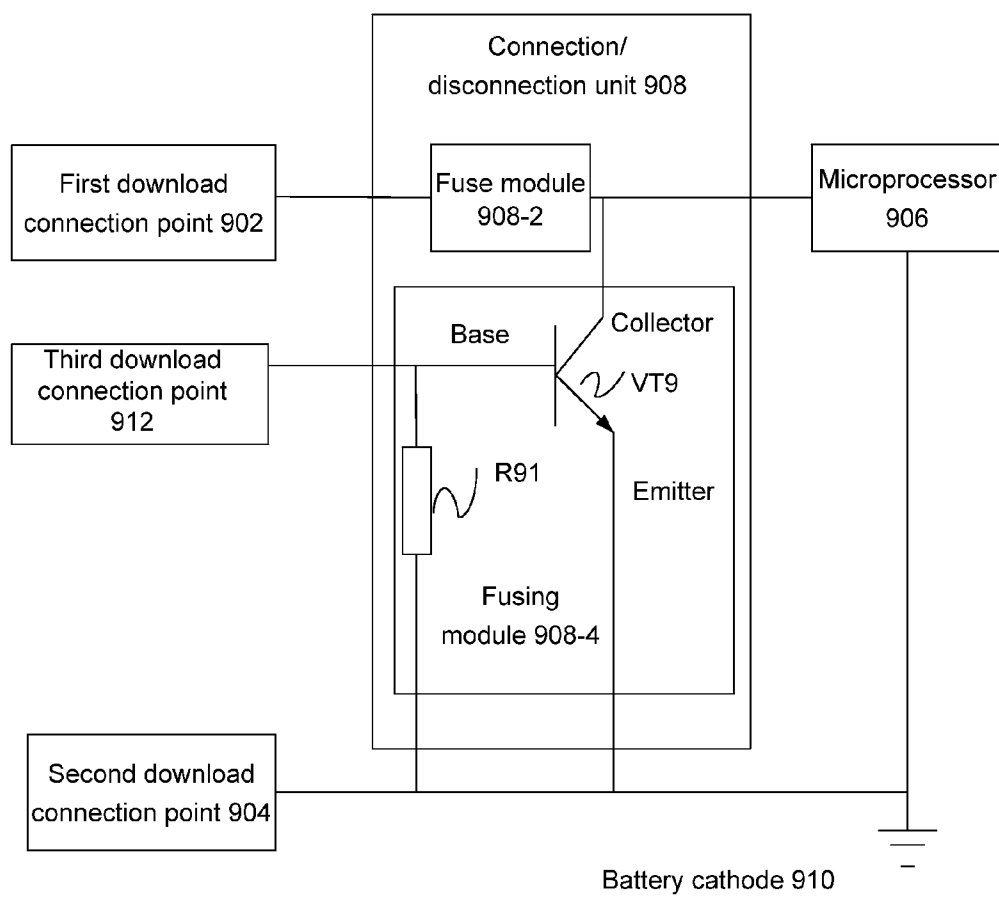 Connection/
disconnection unit 908
First download
connection point 902
Fuse module
908-2
Microprocessor
906
Third download
connection point
912
Base
Collector
VT9
R91
Emitter
Fusing
module 908-4
Second download
connection point 904
Battery cathode 910